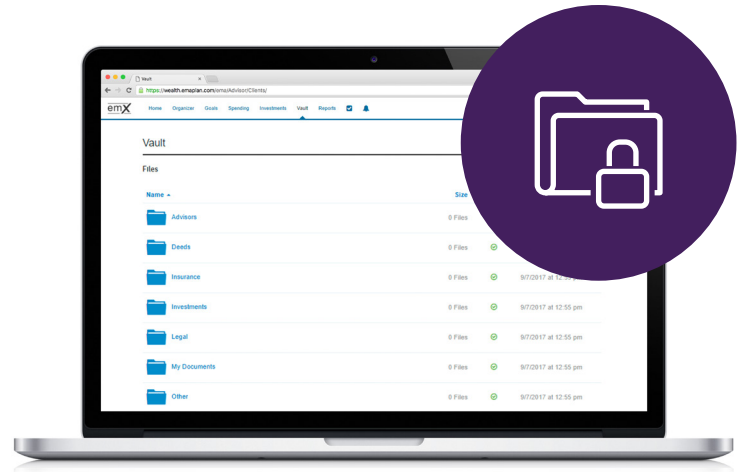 Vault
https://wealth.emaplan.com/ema/Advisor/Clients/
emX Home Organizer Goals Spending Investments Vault Reports
Vault
Files
Name Size
Advisors 0 Files
Deeds 0 Files
Insurance 0 Files 9/7/2017 at 12:55 pm
Investments 0 Files 9/7/2017 at 12:55 pm
Legal 0 Files 9/7/2017 at 12:55 pm
My Documents 0 Files 9/7/2017 at 12:55 pm
Other 0 Files 9/7/2017 at 12:55 pm